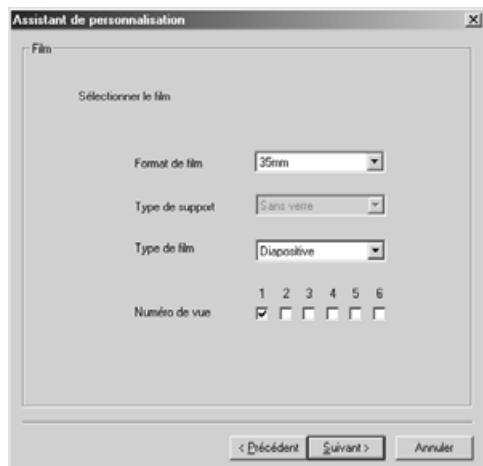 Assistant de personnalisation
Film
Sélectionner le film
Format de film 35mm
Type de support Sans verre
Type de film Diapositive
1 2 3 4 5 6
Numéro de vue
< Précédent Suivant > Annuler